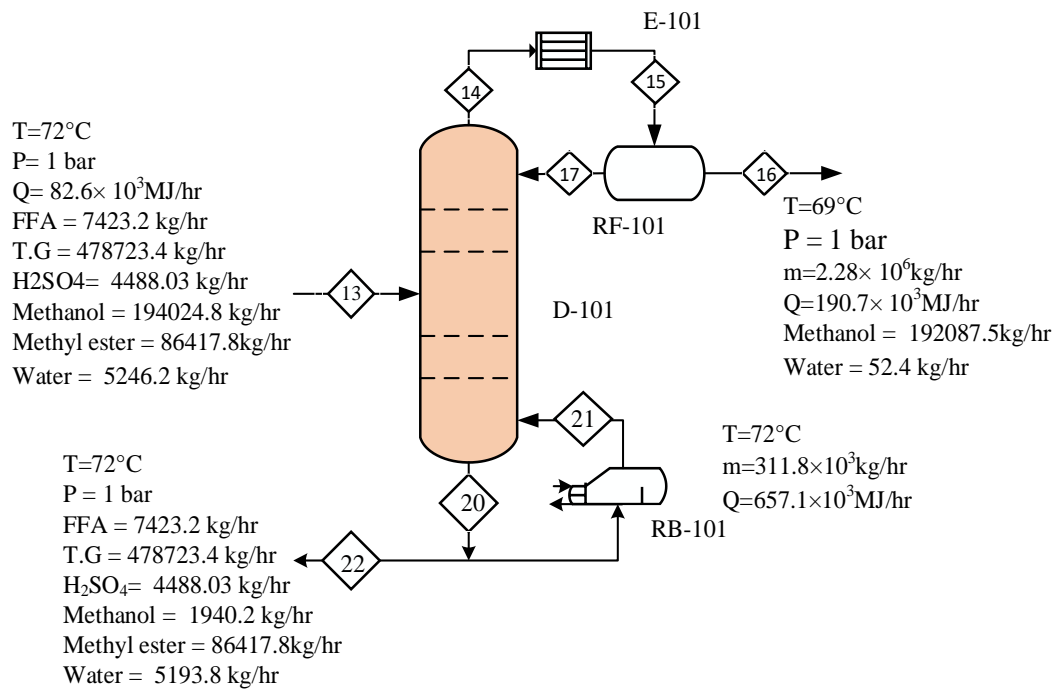 E-101
14
15
T=72°C
P= 1 bar
Q= 82.6× 10³MJ/hr
FFA = 7423.2 kg/hr
T.G = 478723.4 kg/hr
H2SO4= 4488.03 kg/hr
Methanol = 194024.8 kg/hr
Methyl ester = 86417.8kg/hr
Water = 5246.2 kg/hr
13
17
16
RF-101
T=69°C
P = 1 bar
m=2.28× 10⁶kg/hr
Q=190.7× 10³MJ/hr
Methanol = 192087.5kg/hr
Water = 52.4 kg/hr
D-101
21
T=72°C
m=311.8×10³kg/hr
Q=657.1×10³MJ/hr
RB-101
20
22
T=72°C
P = 1 bar
FFA = 7423.2 kg/hr
T.G = 478723.4 kg/hr
H₂SO₄= 4488.03 kg/hr
Methanol = 1940.2 kg/hr
Methyl ester = 86417.8kg/hr
Water = 5193.8 kg/hr